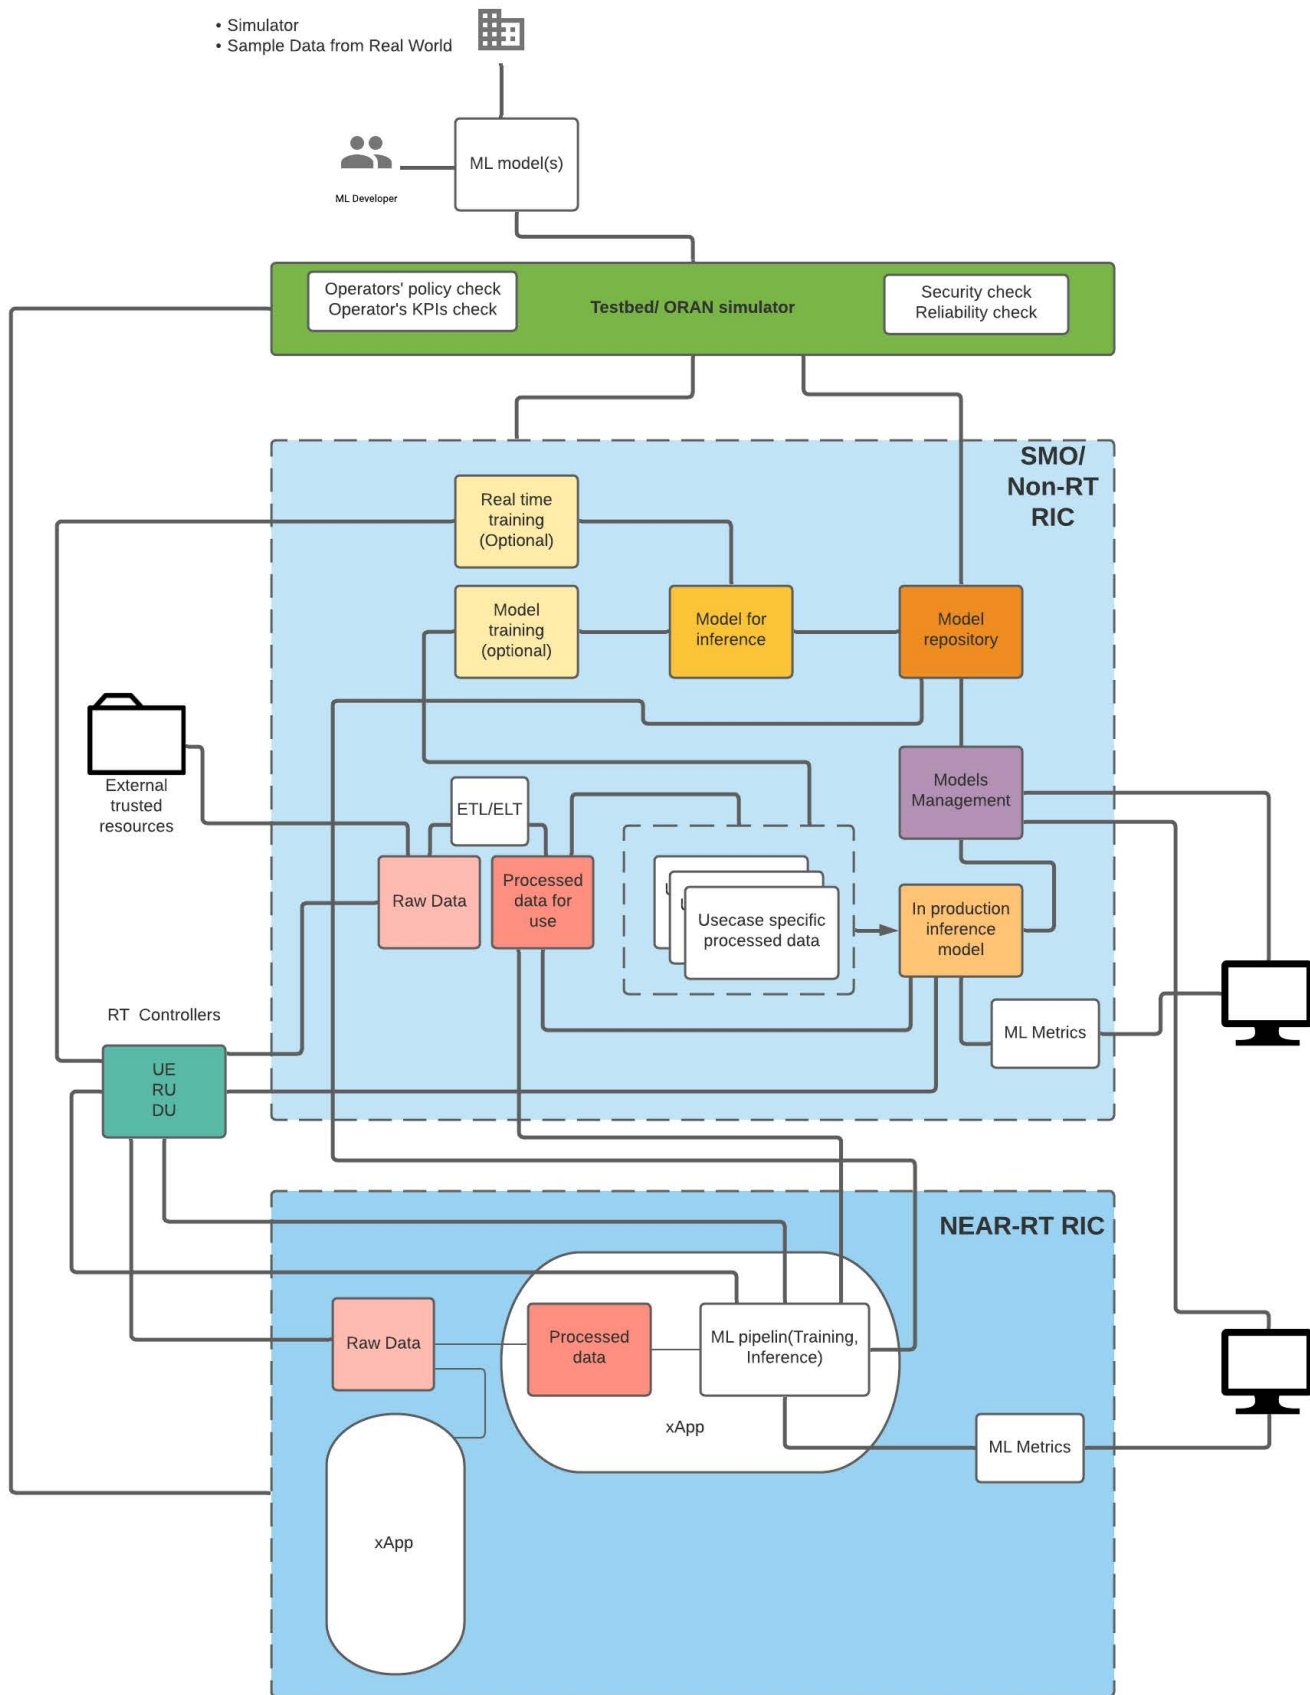 • Simulator
• Sample Data from Real World
ML model(s)
ML Developer
Operators' policy check
Operator's KPIs check
Testbed/ ORAN simulator
Security check
Reliability check
SMO/
Non-RT
RIC
Real time
training
(Optional)
Model
training
(optional)
Model for
inference
Model
repository
External
trusted
resources
Models
Management
ETL/ELT
Raw Data
Processed
data for
use
Usecase specific
processed data
In production
inference
model
ML Metrics
RT Controllers
UE
RU
DU
NEAR-RT RIC
Raw Data
Processed
data
ML pipelin(Training,
Inference)
xApp
ML Metrics
xApp